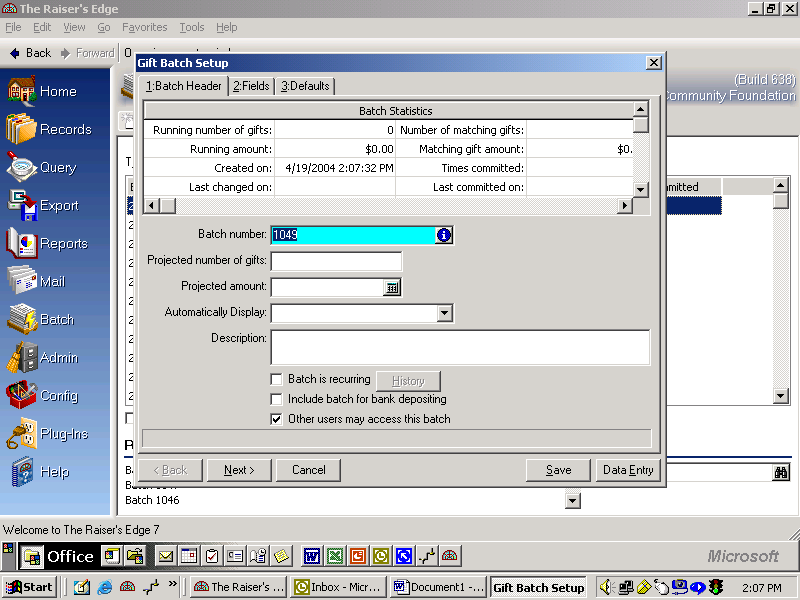 The Raiser's Edge
File Edit View Go Favorites Tools Help
Back Forward
(Build 638)
Community Foundation
Home
Records
Query
Export
Reports
Mail
Batch
Admin
Config
Plug-Ins
Help
Gift Batch Setup
1:Batch Header 2:Fields 3:Defaults
Batch Statistics
Running number of gifts: 0 Number of matching gifts:
Running amount: $0.00 Matching gift amount: $0.
Created on: 4/19/2004 2:07:32 PM Times committed:
Last changed on: Last committed on:
Batch number: 1049
Projected number of gifts:
Projected amount:
Automatically Display:
Description:
Batch is recurring History
Include batch for bank depositing
Other users may access this batch
< Back Next > Cancel Save Data Entry
Batch 1046
Welcome to The Raiser's Edge 7
Office Microsoft
Start The Raiser's ... Inbox - Micr... Document1 -... Gift Batch Setup 2:07 PM